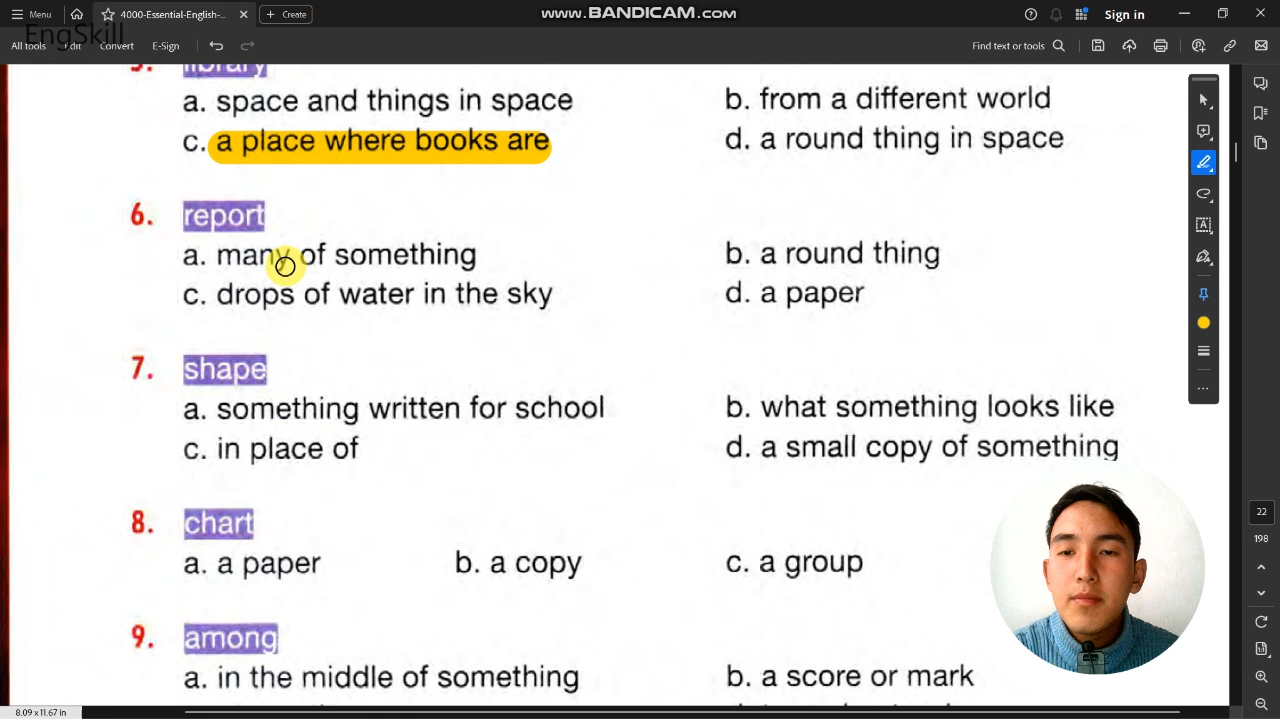 Menu
4000-Essential-English-...
Create
www.BANDICAM.com
Sign in
EngSkill
All tools Edit Convert E-Sign
Find text or tools
library
a. space and things in space
b. from a different world
c. a place where books are
d. a round thing in space
6. report
a. many of something
b. a round thing
c. drops of water in the sky
d. a paper
7. shape
a. something written for school
b. what something looks like
c. in place of
d. a small copy of something
8. chart
a. a paper
b. a copy
c. a group
9. among
a. in the middle of something
b. a score or mark
22
198
8.09 x 11.67 in